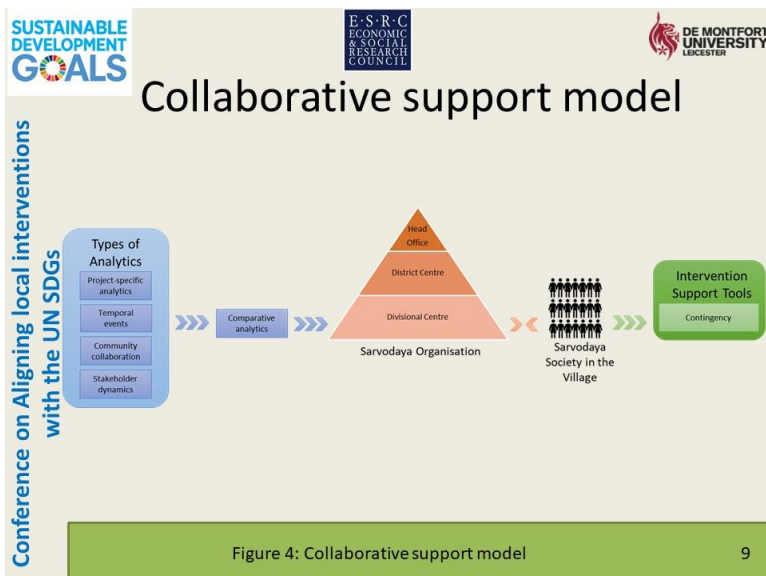 SUSTAINABLE
DEVELOPMENT
GOALS
E·S·R·C
ECONOMIC
& SOCIAL
RESEARCH
COUNCIL
DE MONTFORT
UNIVERSITY
LEICESTER
Collaborative support model
Conference on Aligning local interventions
with the UN SDGs
Types of
Analytics
Project-specific
analytics
Temporal
events
Community
collaboration
Stakeholder
dynamics
Comparative
analytics
Head
Office
District Centre
Divisional Centre
Sarvodaya Organisation
Sarvodaya
Society in the
Village
Intervention
Support Tools
Contingency
Figure 4: Collaborative support model
9